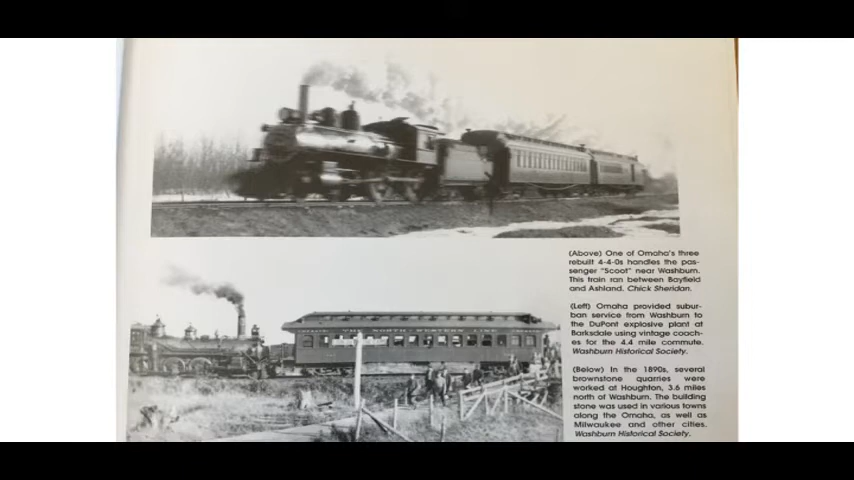 (Above) One of Omaha's three
rebuilt 4-4-0s handles the pas-
senger "Scoot" near Washburn.
This train ran between Bayfield
and Ashland. Chick Sheridan.
(Left) Omaha provided subur-
ban service from Washburn to
the DuPont explosive plant at
Barksdale using vintage coach-
es for the 4.4 mile commute.
Washburn Historical Society.
THE NORTH-WESTERN LINE
(Below) In the 1890s, several
brownstone quarries were
worked at Houghton, 3.6 miles
north of Washburn. The building
stone was used in various towns
along the Omaha, as well as
Milwaukee and other cities.
Washburn Historical Society.